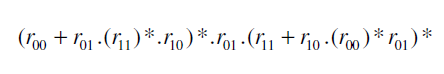 (r₀₀ + r₀₁.(r₁₁)*.r₁₀)*.r₀₁.(r₁₁ + r₁₀.(r₀₀)*r₀₁)*